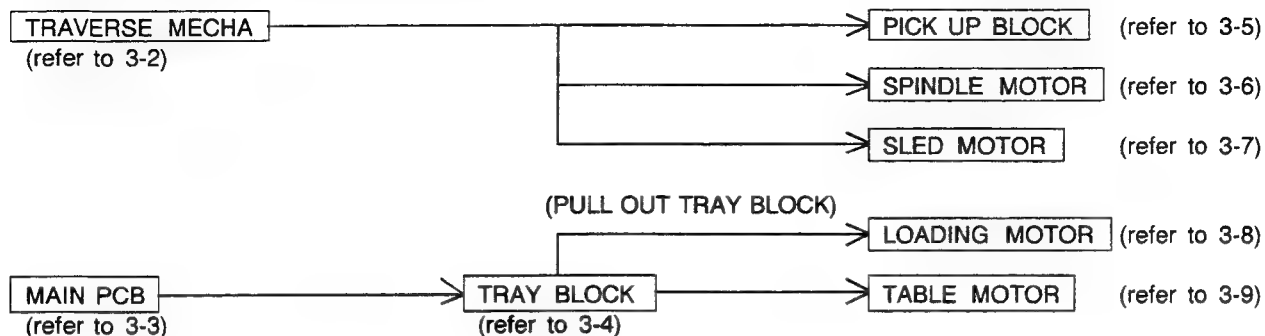 TRAVERSE MECHA
(refer to 3-2)
PICK UP BLOCK (refer to 3-5)
SPINDLE MOTOR (refer to 3-6)
SLED MOTOR (refer to 3-7)
(PULL OUT TRAY BLOCK)
LOADING MOTOR (refer to 3-8)
MAIN PCB
(refer to 3-3)
TRAY BLOCK
(refer to 3-4)
TABLE MOTOR (refer to 3-9)